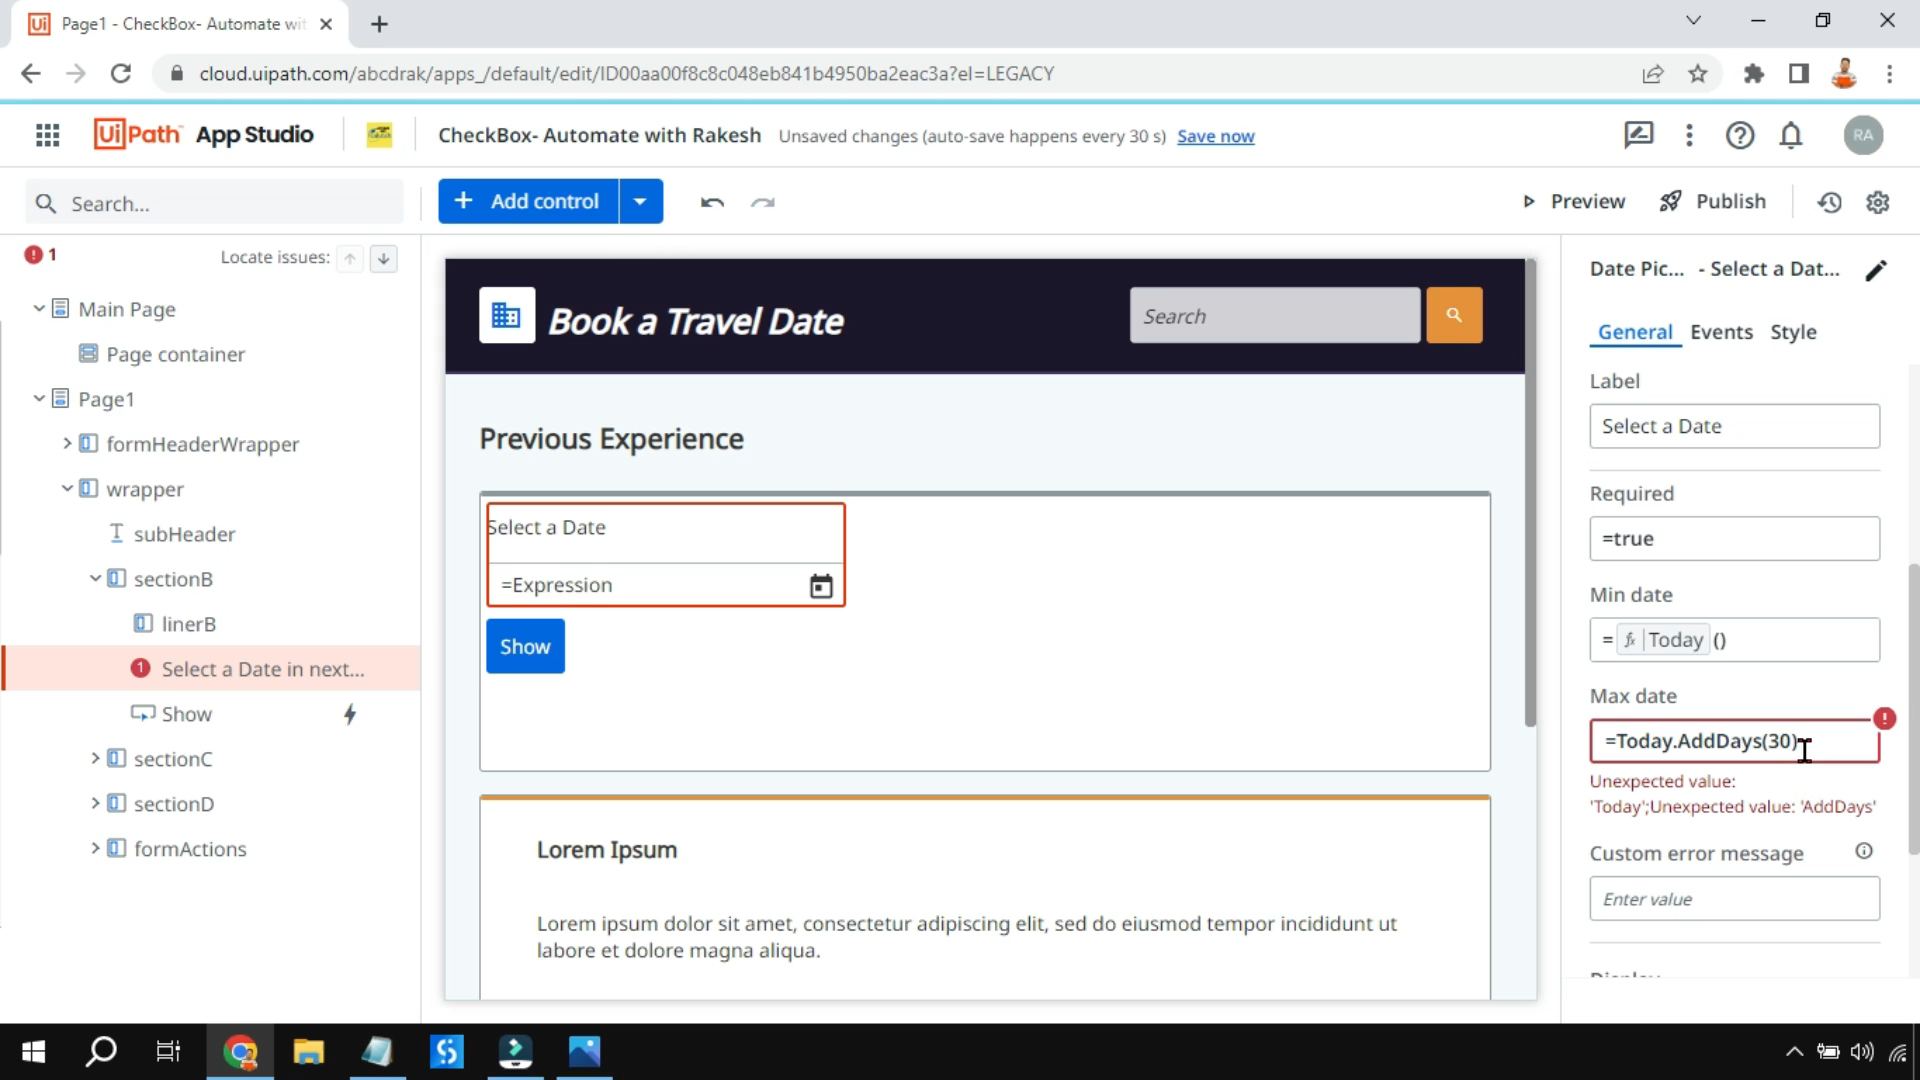 Page1 - CheckBox- Automate wit
cloud.uipath.com/abcdrak/apps_/default/edit/ID00aa00f8c8c048eb841b4950ba2eac3a?el=LEGACY
UiPath App Studio
CheckBox- Automate with Rakesh
Unsaved changes (auto-save happens every 30 s) Save now
RA
Search...
Add control
Preview
Publish
1
Locate issues:
Main Page
Page container
Page1
formHeaderWrapper
wrapper
subHeader
sectionB
linerB
1 Select a Date in next...
Show
sectionC
sectionD
formActions
Book a Travel Date
Search
Previous Experience
Select a Date
=Expression
Show
Lorem Ipsum
Lorem ipsum dolor sit amet, consectetur adipiscing elit, sed do eiusmod tempor incididunt ut
labore et dolore magna aliqua.
Date Pic... - Select a Dat...
General Events Style
Label
Select a Date
Required
=true
Min date
= fx Today ()
Max date
=Today.AddDays(30)
Unexpected value:
'Today';Unexpected value: 'AddDays'
Custom error message
Enter value